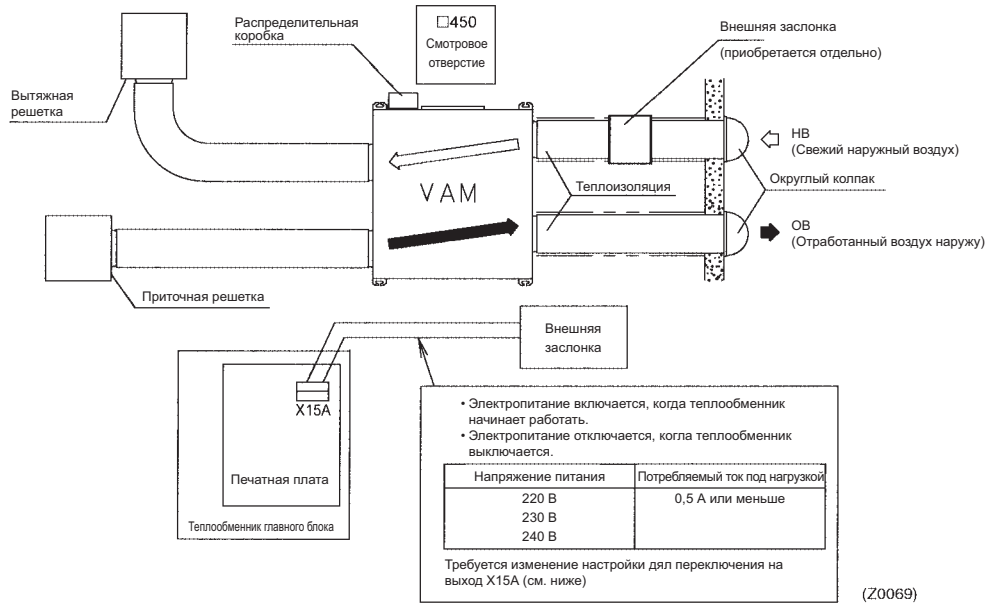 □450
Смотровое
отверстие
Распределительная
коробка
Внешняя заслонка
(приобретается отдельно)
Вытяжная
решетка
НВ
(Свежий наружный воздух)
Теплоизоляция
Округлый колпак
VAM
ОВ
(Отработанный воздух наружу)
Приточная решетка
Внешняя
заслонка
X15A
Печатная плата
Теплообменник главного блока
• Электропитание включается, когда теплообменник
начинает работать.
• Электропитание отключается, когла теплообменник
выключается.
Напряжение питания Потребляемый ток под нагрузкой
220 В 0,5 А или меньше
230 В
240 В
Требуется изменение настройки дял переключения на
выход X15A (см. ниже)
(Z0069)